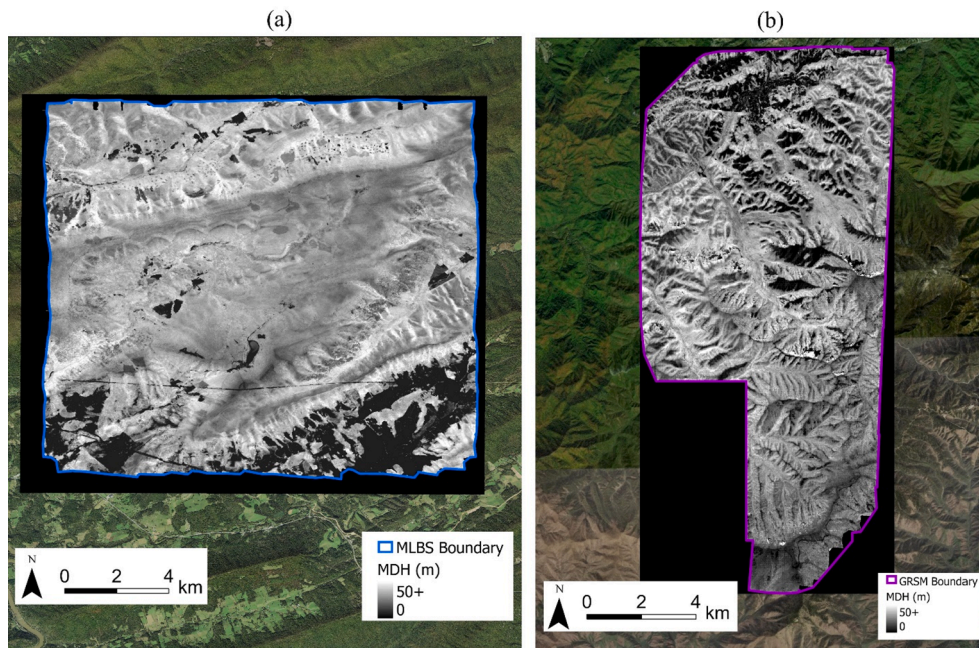 (a)
(b)
N
0 2 4
km
MLBS Boundary
MDH (m)
50+
0
N
0 2 4
km
GRSM Boundary
MDH (m)
50+
0